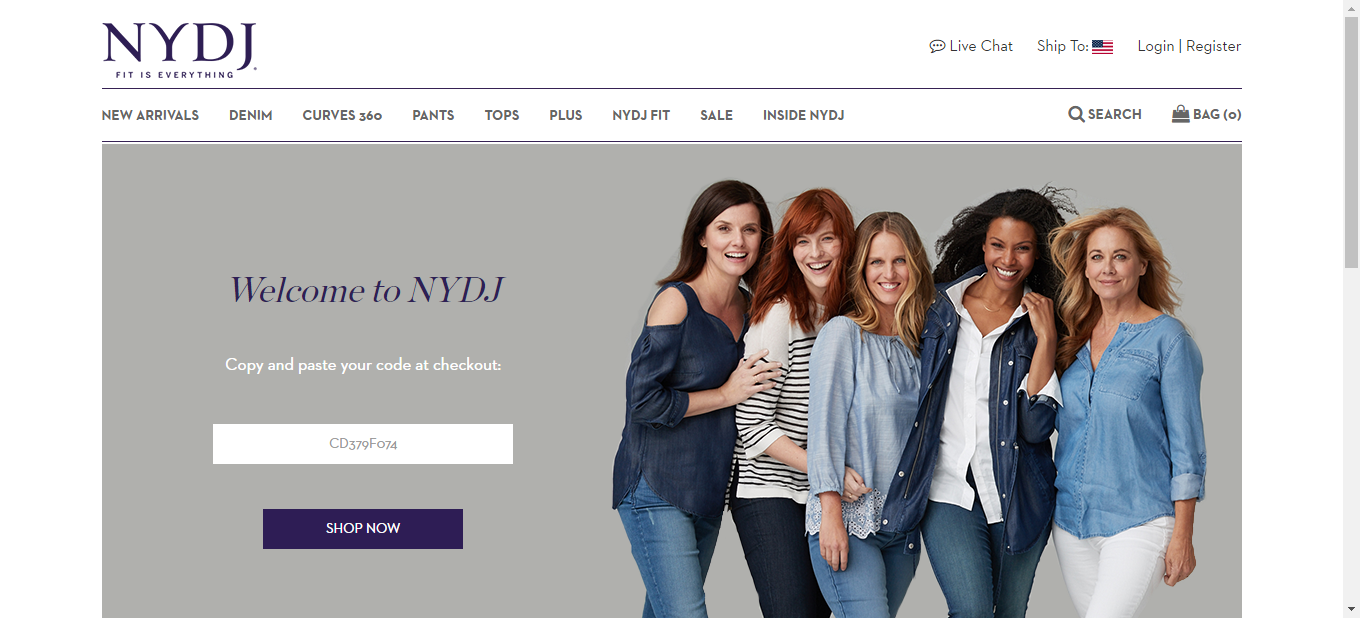 NYDJ
FIT IS EVERYTHING
Live Chat Ship To: Login | Register
NEW ARRIVALS DENIM CURVES 360 PANTS TOPS PLUS NYDJ FIT SALE INSIDE NYDJ SEARCH BAG (0)
Welcome to NYDJ
Copy and paste your code at checkout:
CD379F074
SHOP NOW